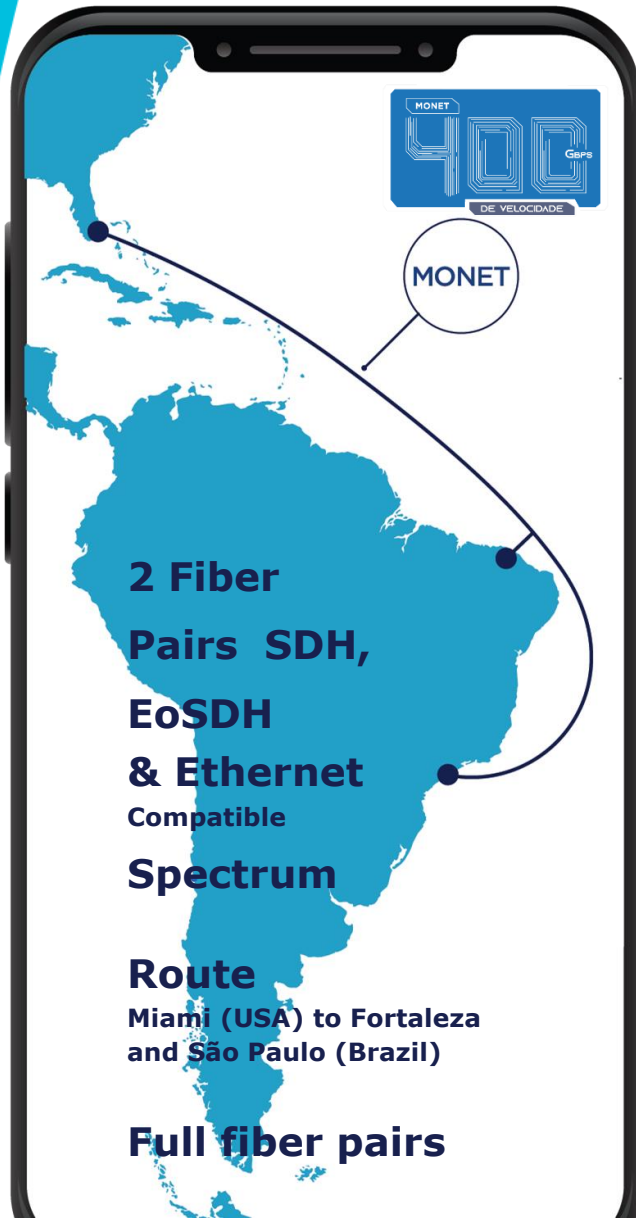 MONET
400
GBPS
DE VELOCIDADE
MONET
2 Fiber
Pairs SDH,
EoSDH
& Ethernet
Compatible
Spectrum
Route
Miami (USA) to Fortaleza
and São Paulo (Brazil)
Full fiber pairs